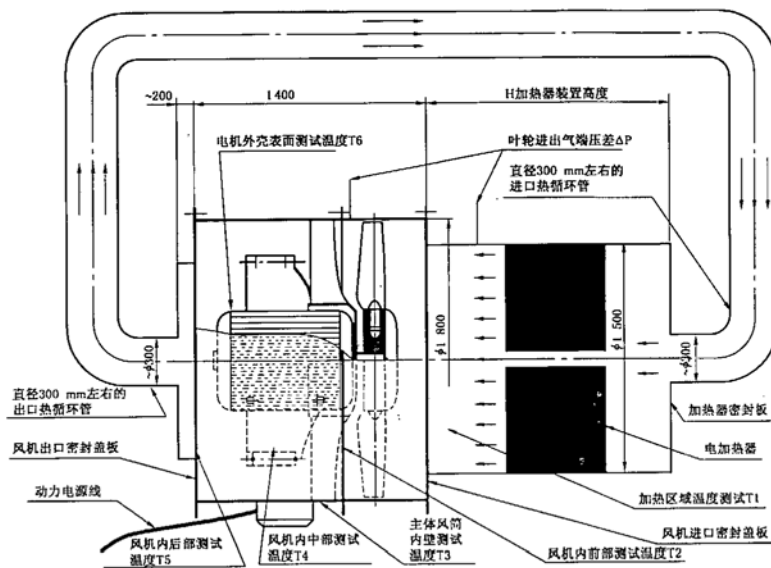 ~200
1 400
H加热器装置高度
电机外壳表面测试温度T6
叶轮进出气端压差ΔP
直径300 mm左右的
进口热循环管
~ϕ300
ϕ1 800
ϕ1 500
~ϕ300
直径300 mm左右的
出口热循环管
加热器密封板
风机出口密封盖板
电加热器
动力电源线
加热区域温度测试T1
风机内后部测试
温度T5
风机内中部测试
温度T4
主体风筒
内壁测试
温度T3
风机内前部测试温度T2
风机进口密封盖板